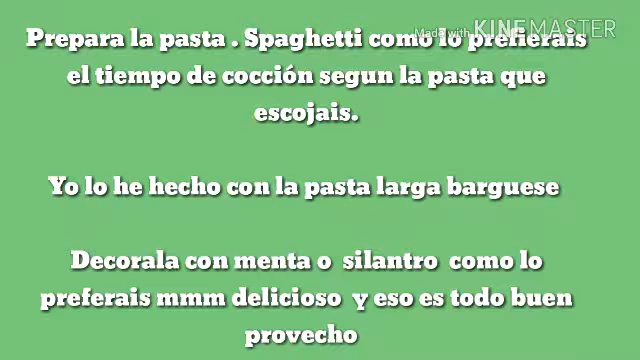 Prepara la pasta . Spaghetti como lo prefierais
Made with KINEMASTER
el tiempo de cocción segun la pasta que
escojais.
Yo lo he hecho con la pasta larga barguese
Decorala con menta o silantro como lo
preferais mmm delicioso y eso es todo buen
provecho